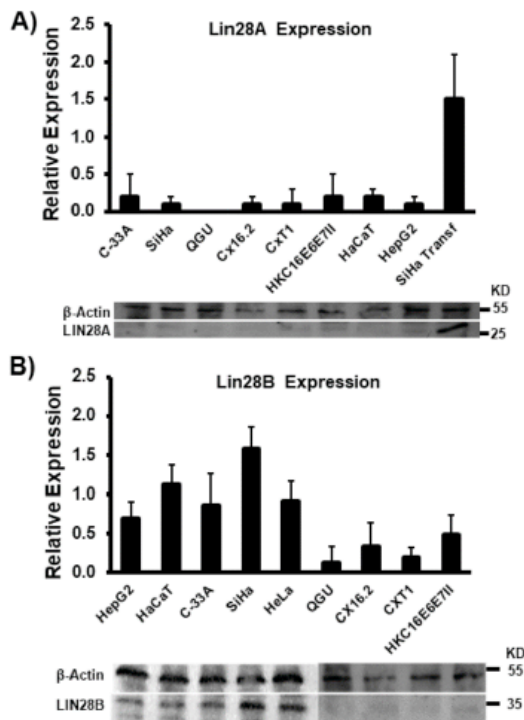 A)
Lin28A Expression
Relative Expression
2.5
2.0
1.5
1.0
0.5
0.0
C-33A
SiHa
QGU
Cx16.2
CxT1
HKC16E6E7II
HaCaT
HepG2
SiHa Transf
KD
β-Actin
55
LIN28A
25
B)
Lin28B Expression
Relative Expression
2.5
2.0
1.5
1.0
0.5
0.0
HepG2
HaCaT
C-33A
SiHa
HeLa
QGU
CX16.2
CXT1
HKC16E6E7II
KD
β-Actin
55
LIN28B
35